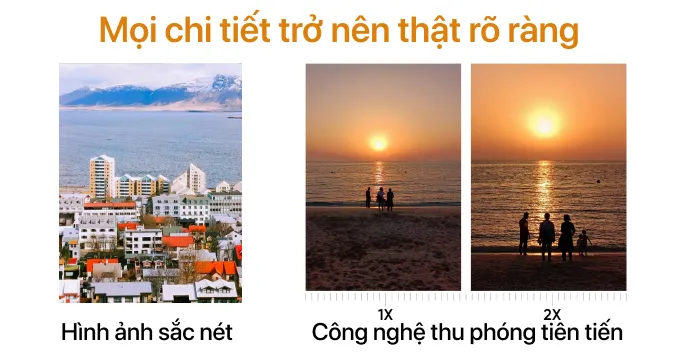 Mọi chi tiết trở nên thật rõ ràng
1X
2X
Hình ảnh sắc nét
Công nghệ thu phóng tiên tiến